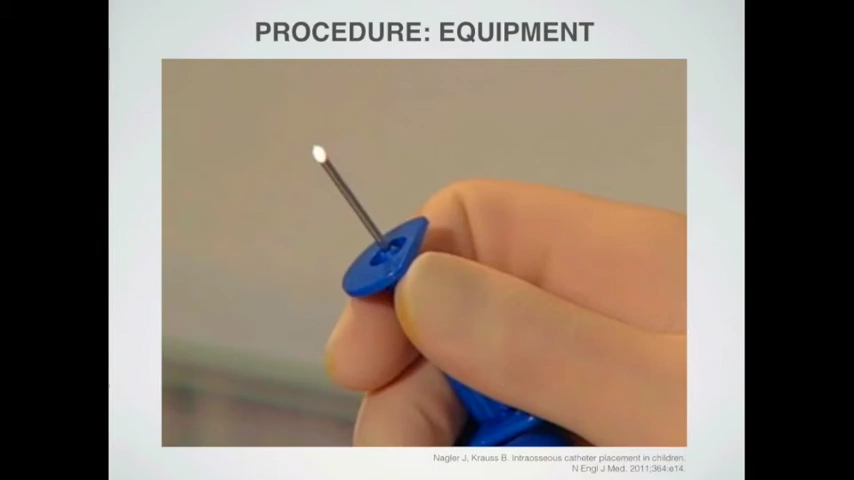 PROCEDURE: EQUIPMENT
Nagler J, Krauss B. Intraosseous catheter placement in children.
N Engl J Med. 2011;364:e14.